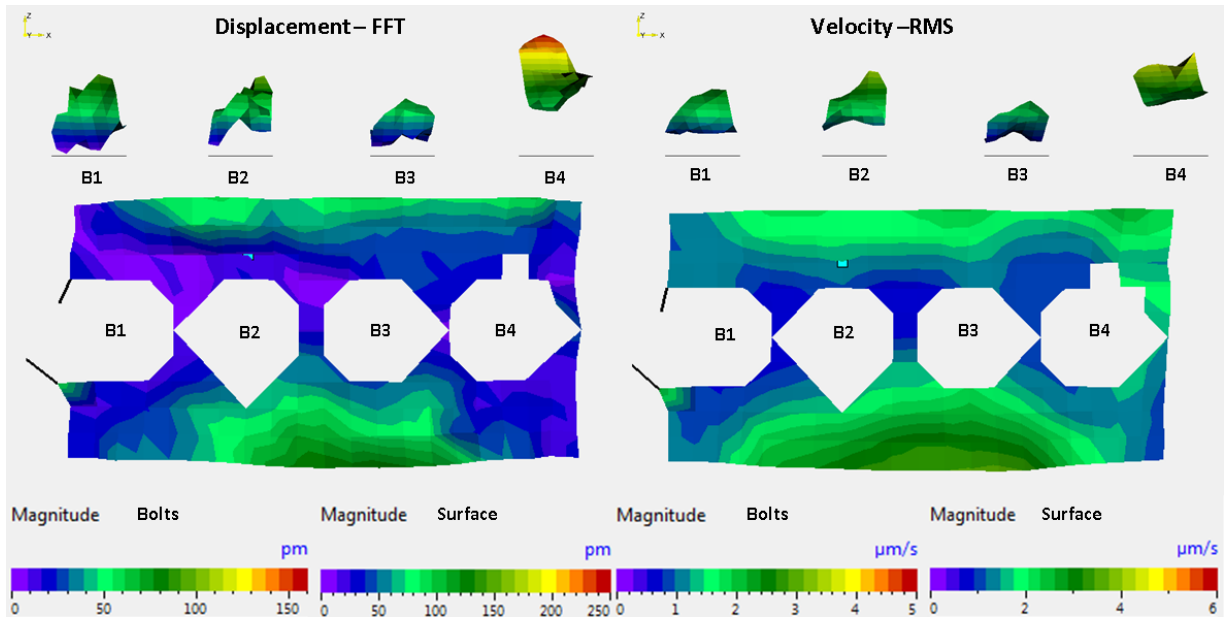 Displacement – FFT
Velocity –RMS
Z
Y X
Z
Y X
B1 B2 B3 B4
B1 B2 B3 B4
B1 B2 B3 B4
B1 B2 B3 B4
Magnitude Bolts
pm
0 50 100 150
Magnitude Surface
pm
0 50 100 150 200 250
Magnitude Bolts
µm/s
0 1 2 3 4 5
Magnitude Surface
µm/s
0 2 4 6